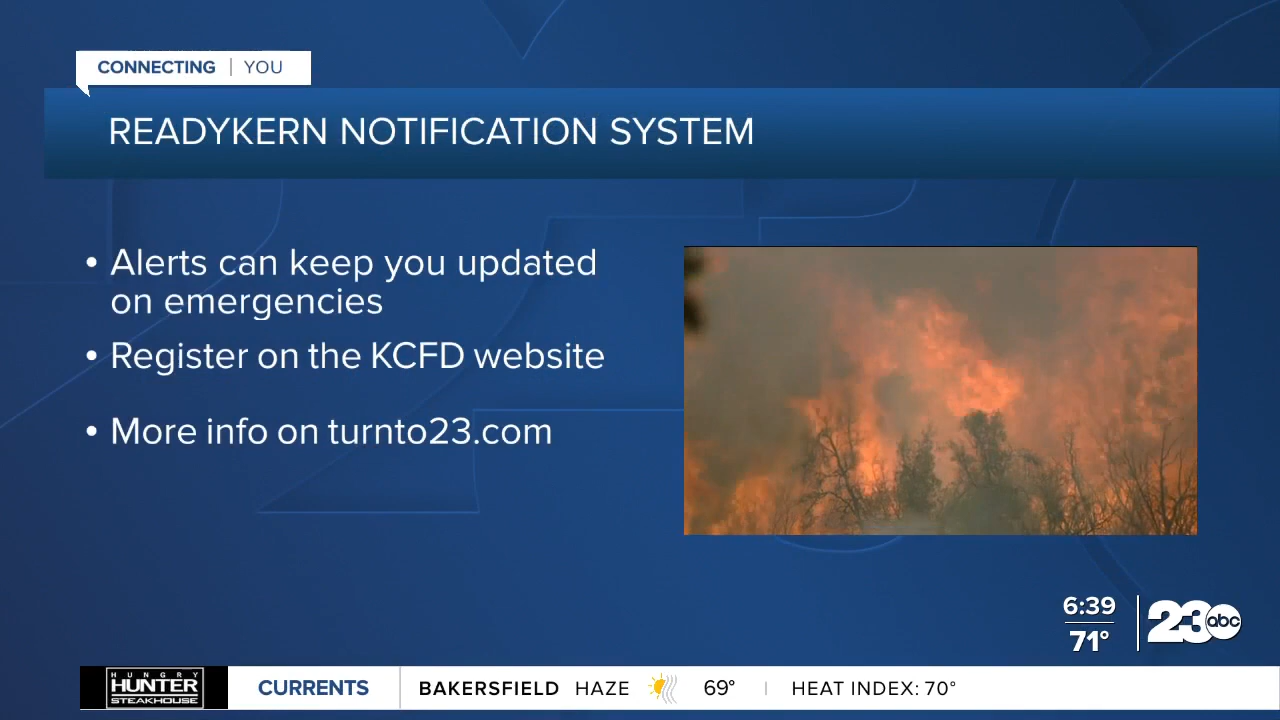 CONNECTING | YOU
READYKERN NOTIFICATION SYSTEM
• Alerts can keep you updated
on emergencies
• Register on the KCFD website
• More info on turnto23.com
6:39
71°
23 abc
HUNGRY
HUNTER
STEAKHOUSE
CURRENTS
BAKERSFIELD HAZE 69° | HEAT INDEX: 70°